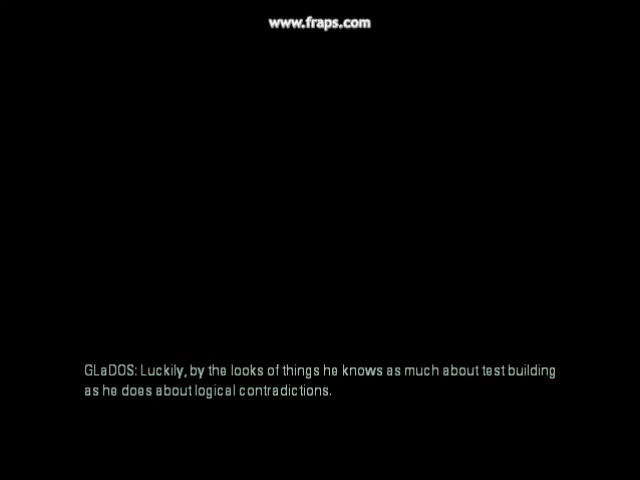 www.fraps.com
GLaDOS: Luckily, by the looks of things he knows as much about test building
as he does about logical contradictions.